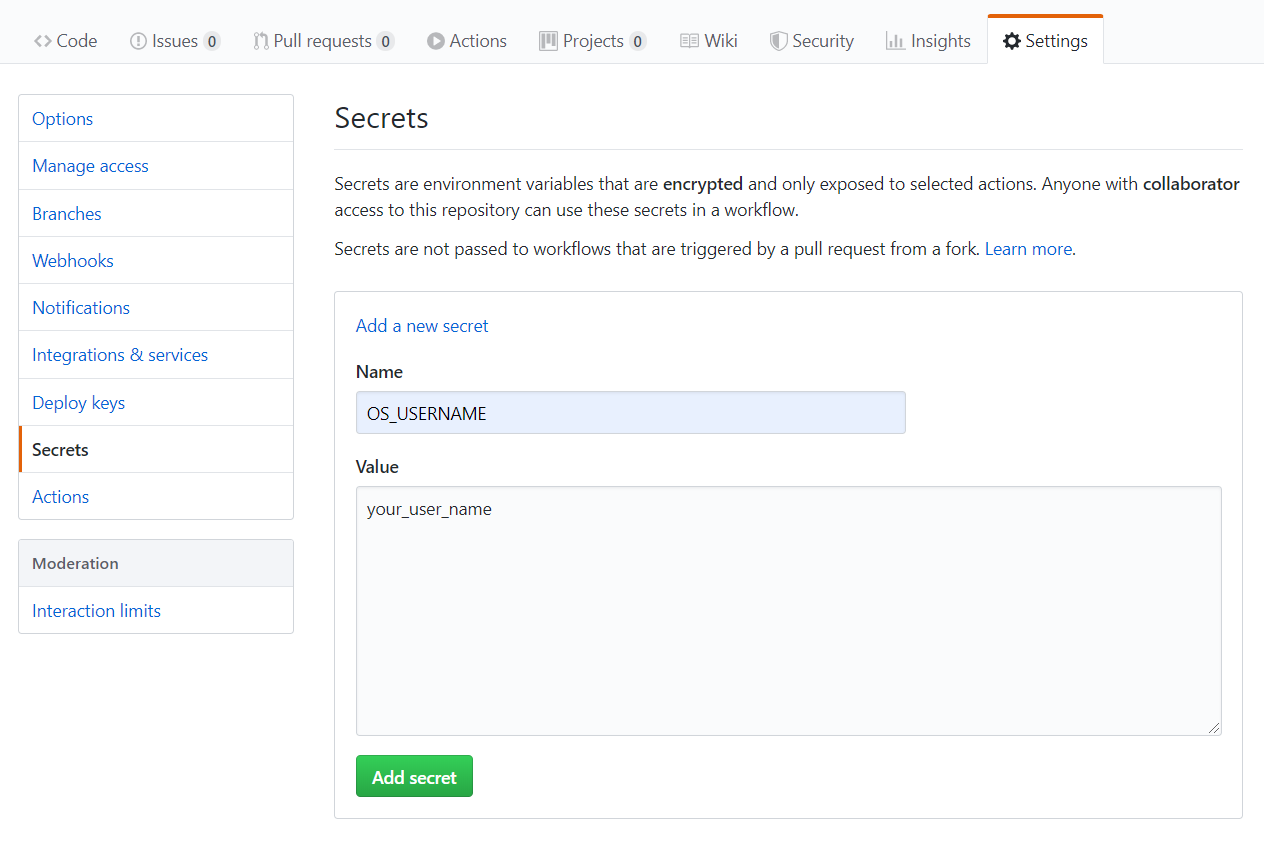 Code Issues 0 Pull requests 0 Actions Projects 0 Wiki Security Insights Settings
Options
Manage access
Branches
Webhooks
Notifications
Integrations & services
Deploy keys
Secrets
Actions
Moderation
Interaction limits
Secrets
Secrets are environment variables that are encrypted and only exposed to selected actions. Anyone with collaborator
access to this repository can use these secrets in a workflow.
Secrets are not passed to workflows that are triggered by a pull request from a fork. Learn more.
Add a new secret
Name
OS_USERNAME
Value
your_user_name
Add secret